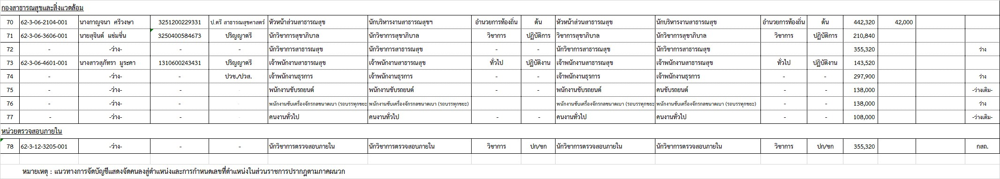 กองสาธารณสุขและสิ่งแวดล้อม
70 62-3-06-2104-001 นางกาญจนา ศรีวงษา 3251200229331 ป.ตรี สาธารณสุขศาสตร์ หัวหน้าส่วนสาธารณสุข นักบริหารงานสาธารณสุขฯ อำนวยการท้องถิ่น ต้น หัวหน้าส่วนสาธารณสุข นักบริหารงานสาธารณสุข อำนวยการท้องถิ่น ต้น 442,320 42,000
71 62-3-06-3606-001 นายสุจินต์ แช่มชื่น 3250400584673 ปริญญาตรี นักวิชาการสุขาภิบาล นักวิชาการสุขาภิบาล วิชาการ ปฏิบัติการ วิชาการสุขาภิบาล นักวิชาการสุขาภิบาล วิชาการ ปฏิบัติการ 210,840
72 - -ว่าง- - - นักวิชาการสาธารณสุข นักวิชาการสาธารณสุข - - นักวิชาการสาธารณสุข นักวิชาการสาธารณสุข 355,320 ว่าง
73 62-3-06-4601-001 นางสาวสุภัทรา มูระคา 1310600243431 ปริญญาตรี เจ้าพนักงานสาธารณสุข เจ้าพนักงานสาธารณสุข ทั่วไป ปฏิบัติงาน เจ้าพนักงานสาธารณสุข เจ้าพนักงานสาธารณสุข ทั่วไป ปฏิบัติงาน 143,520
74 - -ว่าง- - ปวช./ปวส. เจ้าพนักงานธุรการ เจ้าพนักงานธุรการ - - เจ้าพนักงานธุรการ เจ้าพนักงานธุรการ - - 297,900 ว่าง
75 - -ว่าง- - - พนักงานขับรถยนต์ พนักงานขับรถยนต์ - - พนักงานขับรถยนต์ คนขับรถยนต์ - - 138,000 -ว่างเดิม-
76 - -ว่าง- - - พนักงานขับเครื่องจักรกลขนาดเบา (รถบรรทุกขยะ พนักงานขับเครื่องจักรกลขนาดเบา (รถบรรทุกขยะ) พนักงานขับเครื่องจักรกลขนาดเบา (รถบรรทุกขยะ พนักงานขับเครื่องจักรกลขนาดเบา (รถบรรทุกขยะ) - - 138,000 ว่าง
77 - -ว่าง- - - คนงานทั่วไป คนงานทั่วไป - - คนงานทั่วไป คนงานทั่วไป - - 108,000 -ว่างเดิม-
หน่วยตรวจสอบภายใน
78 62-3-12-3205-001 -ว่าง- - - นักวิชาการตรวจสอบภายใน นักวิชาการตรวจสอบภายใน วิชาการ ปก/ชก นักวิชาการตรวจสอบภายใน นักวิชาการตรวจสอบภายใน วิชาการ ปก/ชก 355,320 กสถ.
หมายเหตุ : แนวทางการจัดบัญชีแสดงจัดคนลงสู่ตำแหน่งและการกำหนดเลขที่ตำแหน่งในส่วนราชการปรากฎตามภาคผนวก